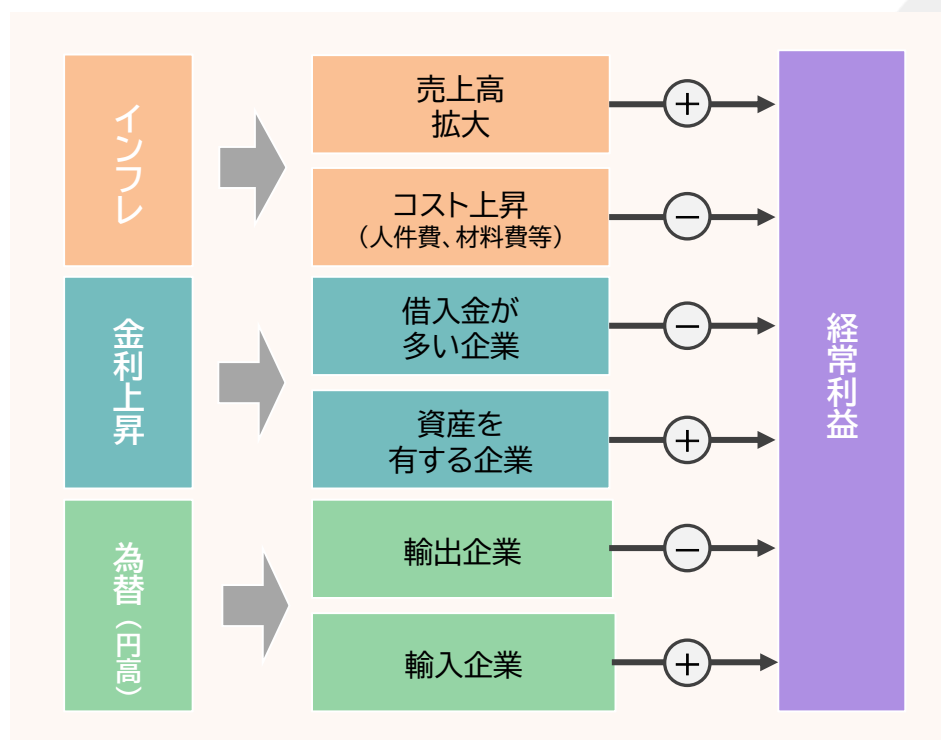 インフレ
売上高
拡大
+
コスト上昇
（人件費、材料費等）
−
金利上昇
借入金が
多い企業
−
資産を
有する企業
+
為替（円高）
輸出企業
−
輸入企業
+
経常利益